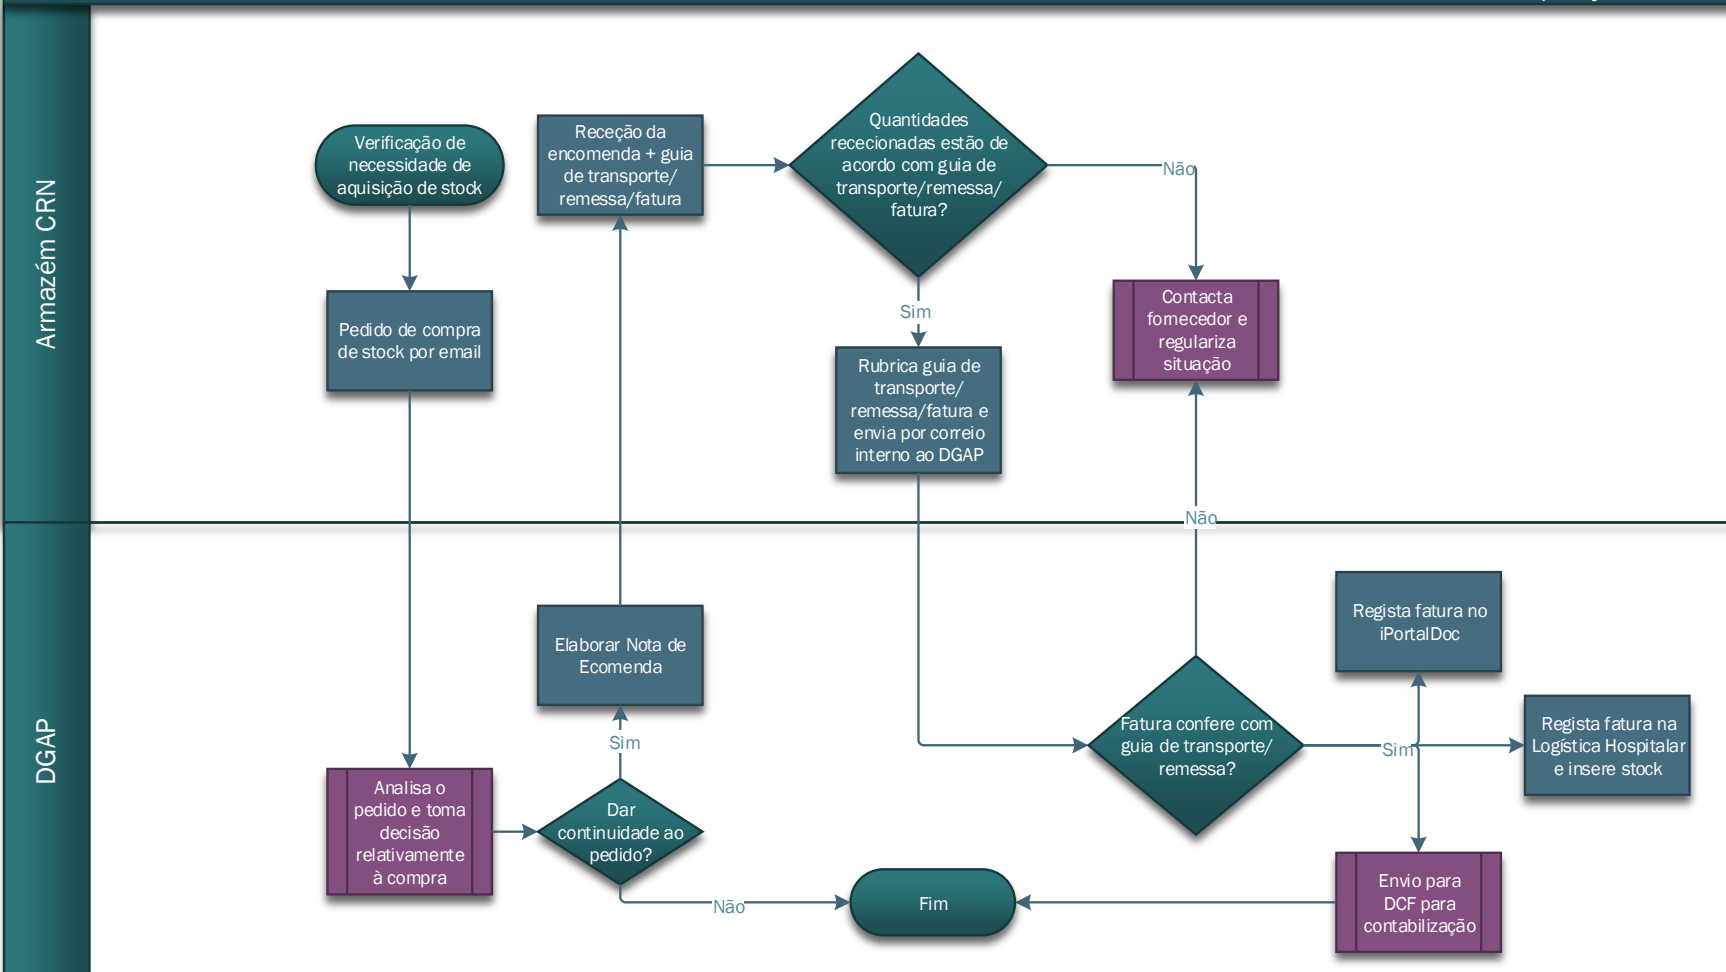 Armazém CRN
Verificação de
necessidade de
aquisição de stock
Pedido de compra
de stock por email
Receção da
encomenda + guia
de transporte/
remessa/fatura
Quantidades
rececionadas estão de
acordo com guia de
transporte/remessa/
fatura?
Não
Sim
Rubrica guia de
transporte/
remessa/fatura e
envia por correio
interno ao DGAP
Contacta
fornecedor e
regulariza
situação
Não
DGAP
Analisa o
pedido e toma
decisão
relativamente
à compra
Elaborar Nota de
Ecomenda
Sim
Dar
continuidade ao
pedido?
Não
Fim
Fatura confere com
guia de transporte/
remessa?
Sim
Regista fatura no
iPortalDoc
Regista fatura na
Logística Hospitalar
e insere stock
Envio para
DCF para
contabilização